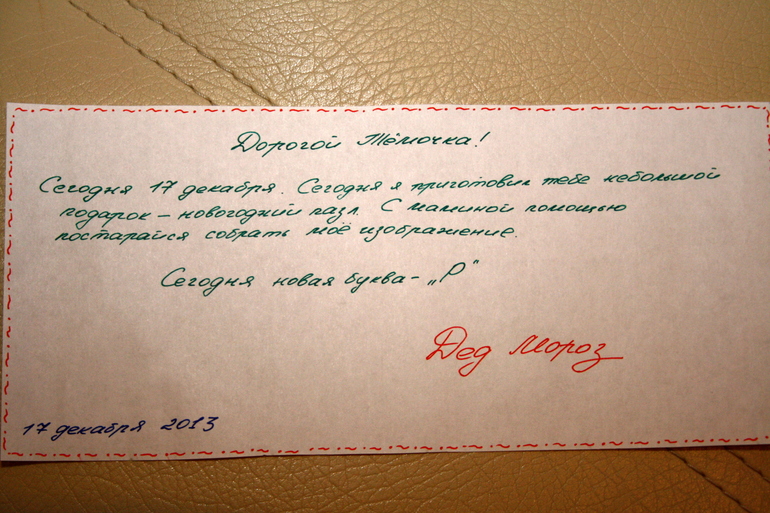 Дорогой Тёмочка!
Сегодня 17 декабря. Сегодня я приготовил тебе небольшой
подарок – новогодний пазл. С маминой помощью
постарайся собрать моё изображение.
Сегодня новая буква – „Р“
Дед Мороз
17 декабря 2013